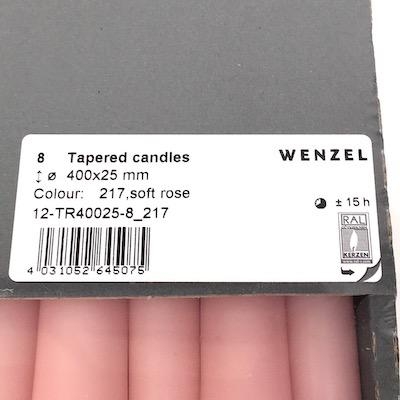 8 Tapered candles
WENZEL
↕ ⌀ 400x25 mm
Colour: 217,soft rose
± 15 h
12-TR40025-8_217
RAL
KERZEN
4 031052 645075